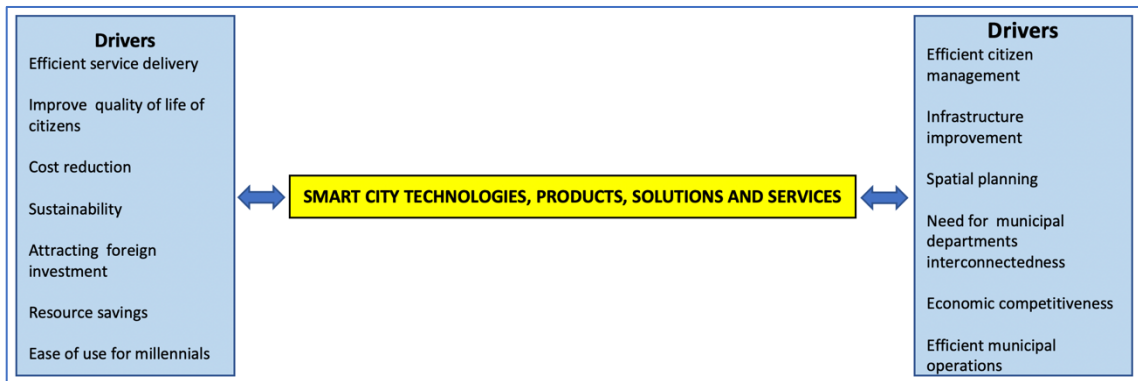 Drivers
Efficient service delivery
Improve quality of life of
citizens
Cost reduction
Sustainability
Attracting foreign
investment
Resource savings
Ease of use for millennials
SMART CITY TECHNOLOGIES, PRODUCTS, SOLUTIONS AND SERVICES
Drivers
Efficient citizen
management
Infrastructure
improvement
Spatial planning
Need for municipal
departments
interconnectedness
Economic competitiveness
Efficient municipal
operations